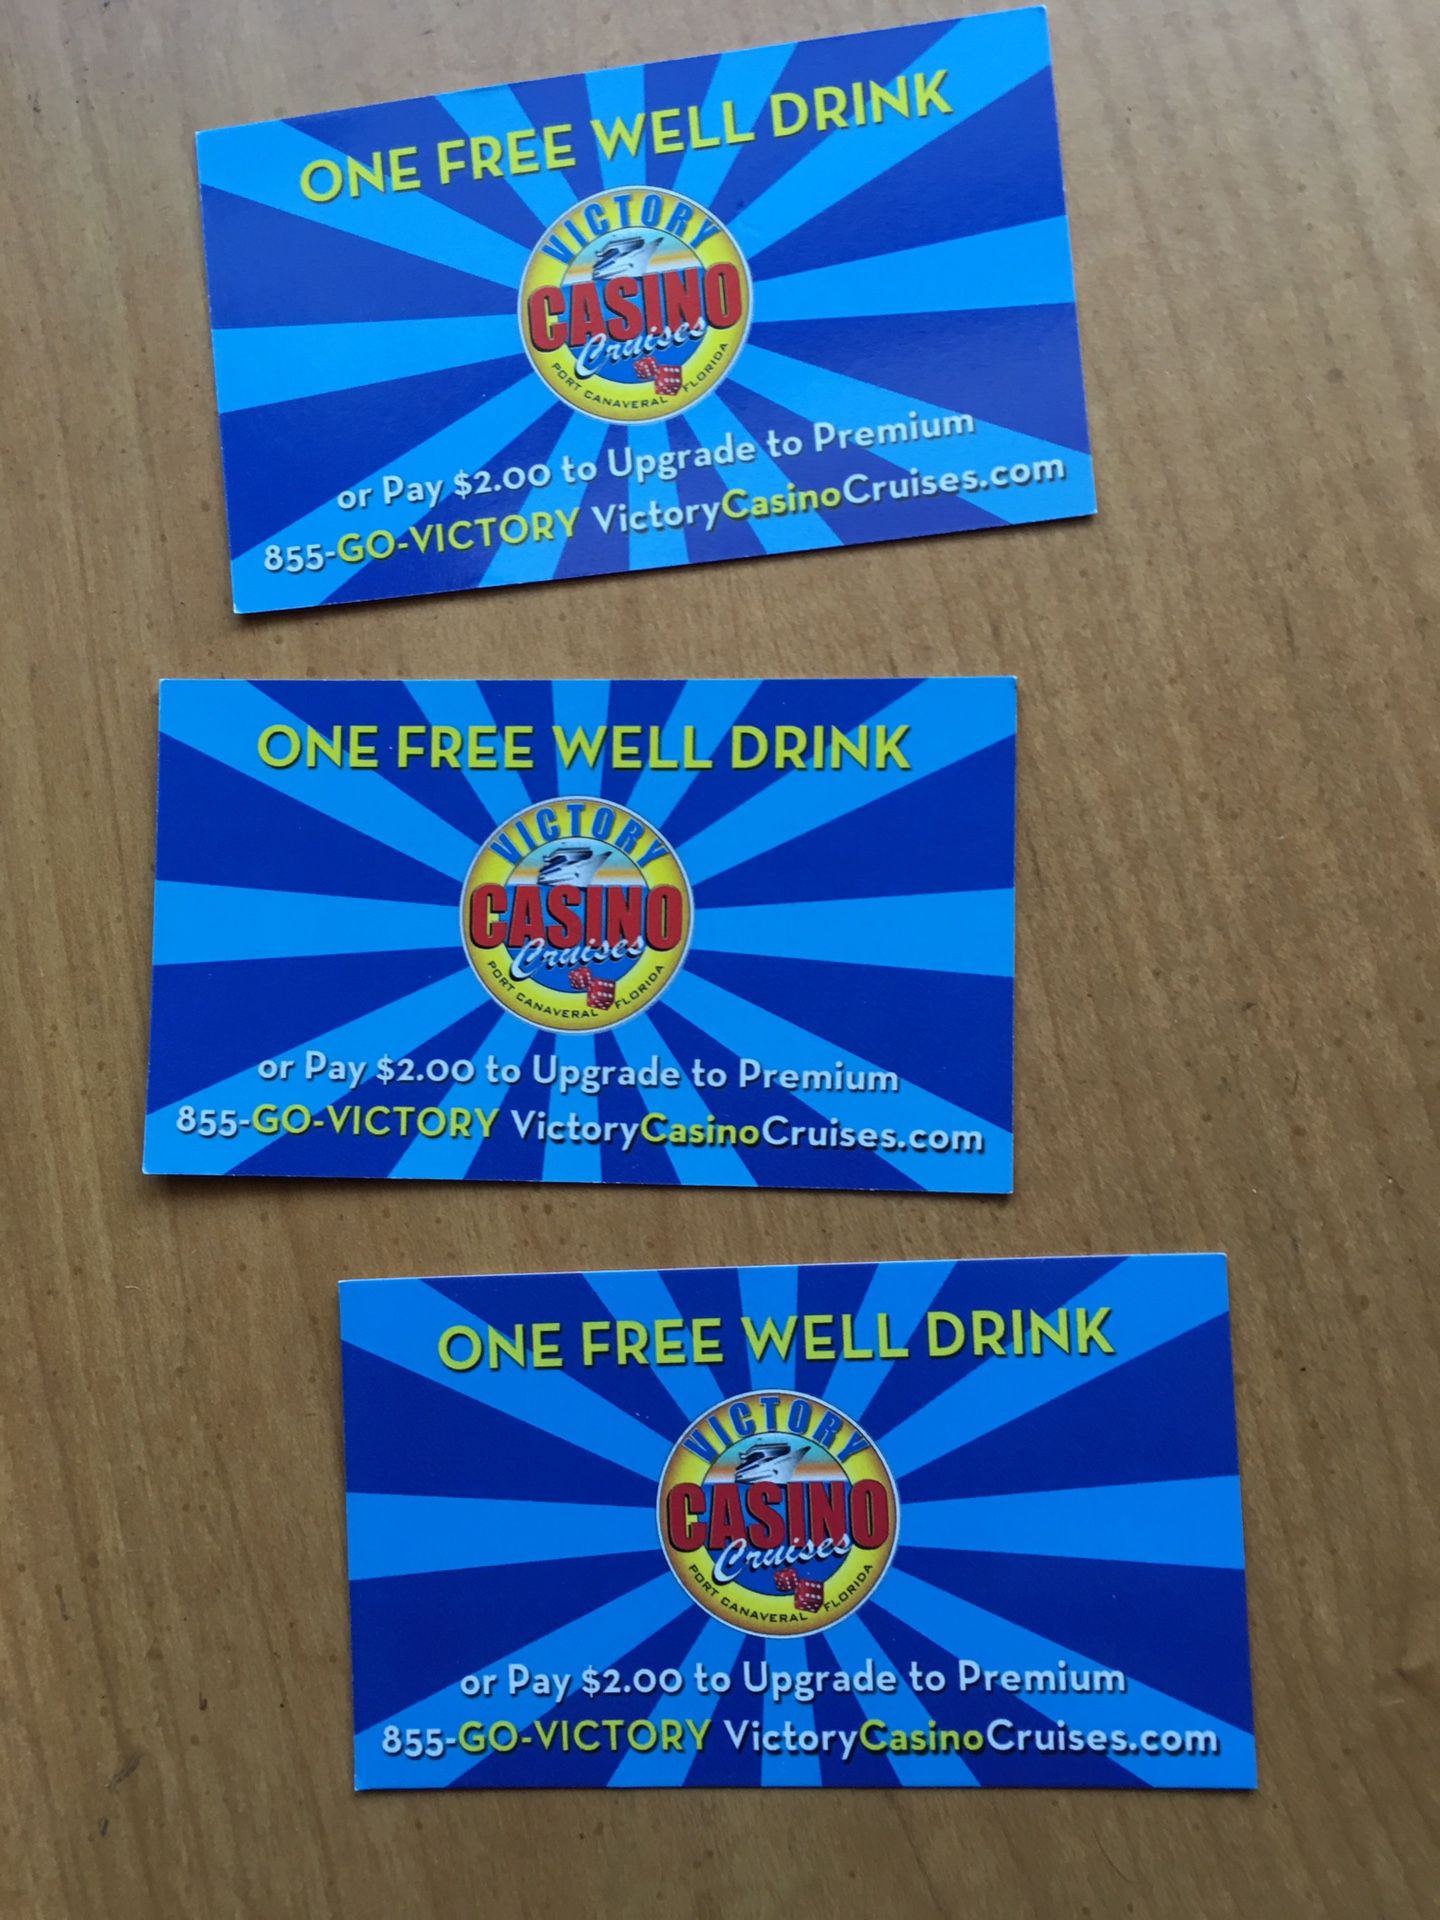 ONE FREE WELL DRINK
VICTORY
CASINO
Cruises
PORT CANAVERAL FLORIDA
or Pay $2.00 to Upgrade to Premium
855-GO-VICTORY VictoryCasinoCruises.com
ONE FREE WELL DRINK
VICTORY
CASINO
Cruises
PORT CANAVERAL FLORIDA
or Pay $2.00 to Upgrade to Premium
855-GO-VICTORY VictoryCasinoCruises.com
ONE FREE WELL DRINK
VICTORY
CASINO
Cruises
PORT CANAVERAL FLORIDA
or Pay $2.00 to Upgrade to Premium
855-GO-VICTORY VictoryCasinoCruises.com